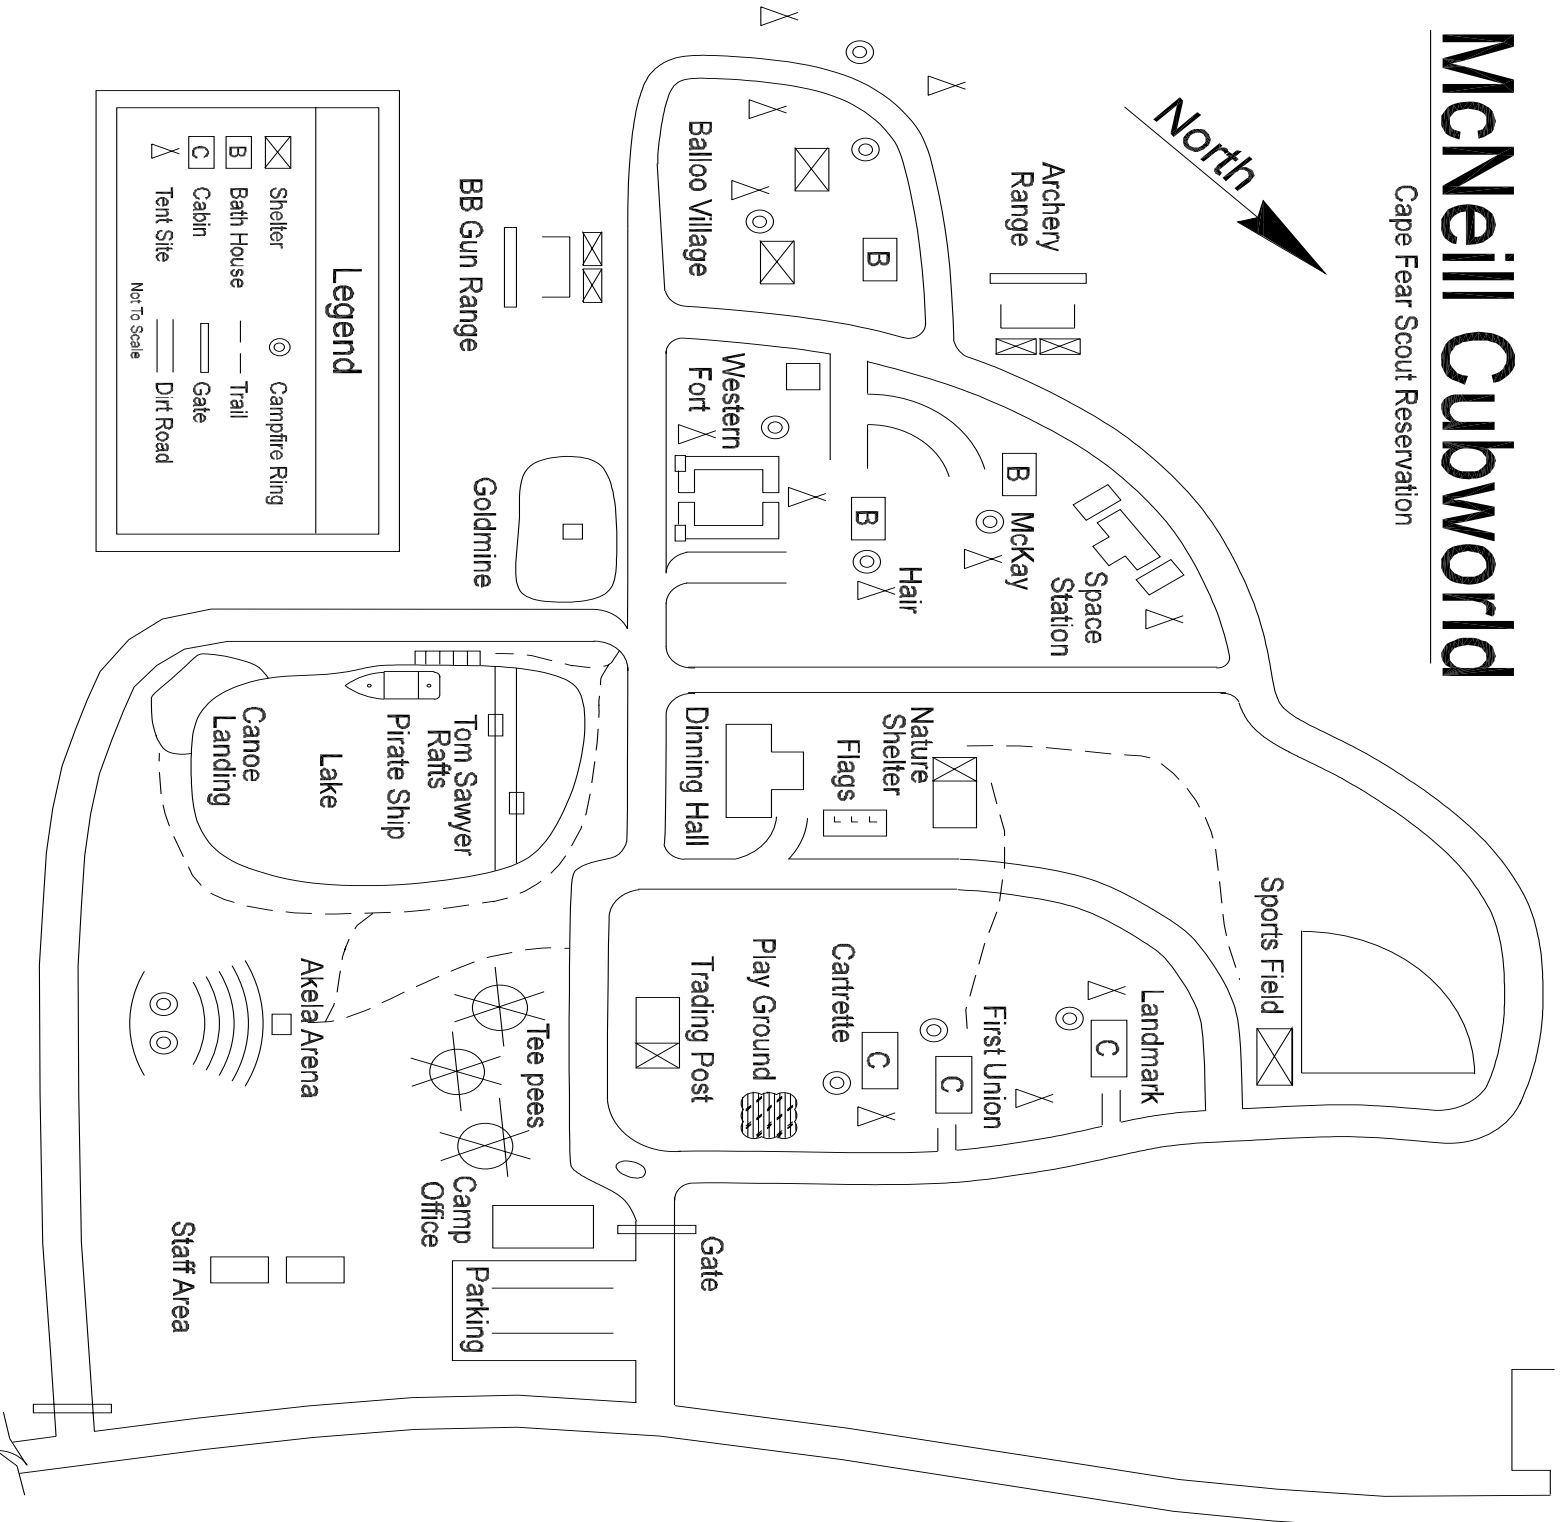 McNeill Cubworld
Cape Fear Scout Reservation
North
Archery
Range
Balloo Village
B
BB Gun Range
Western
Fort
B
McKay
B
Hair
Space
Station
Goldmine
Nature
Shelter
Flags
Dinning Hall
Tom Sawyer
Rafts
Pirate Ship
Lake
Canoe
Landing
Sports Field
Landmark
C
First Union
C
Cartrette
C
Play Ground
Trading Post
Tee pees
Akela Arena
Camp
Office
Gate
Parking
Staff Area
Legend
Shelter
Campfire Ring
B
Bath House
Trail
C
Cabin
Gate
Tent Site
Dirt Road
Not To Scale